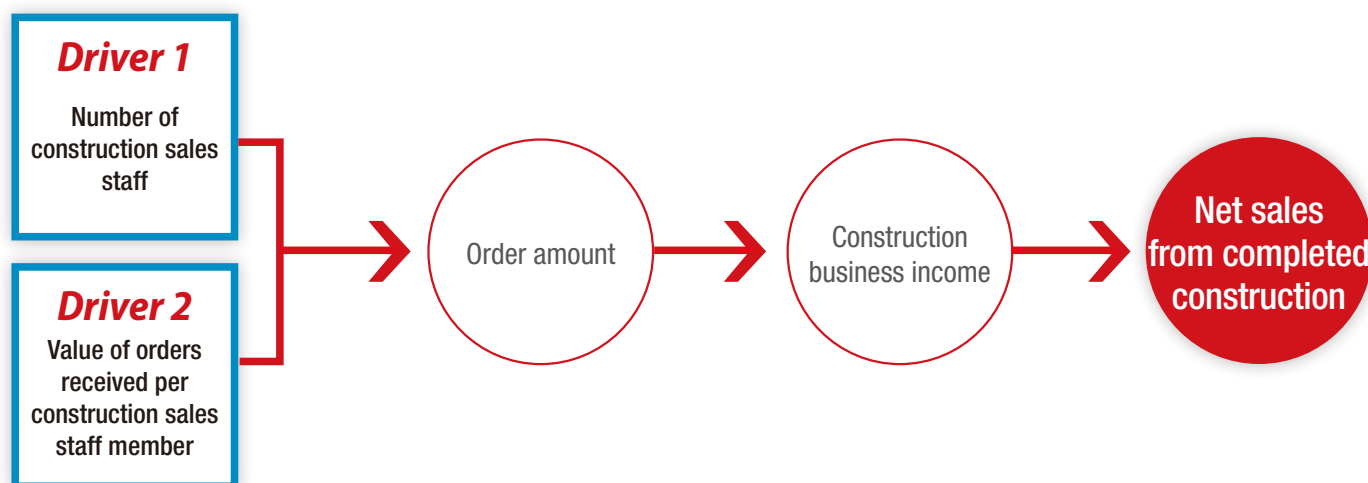 Driver 1
Number of
construction sales
staff
Driver 2
Value of orders
received per
construction sales
staff member
Order amount
Construction
business income
Net sales
from completed
construction